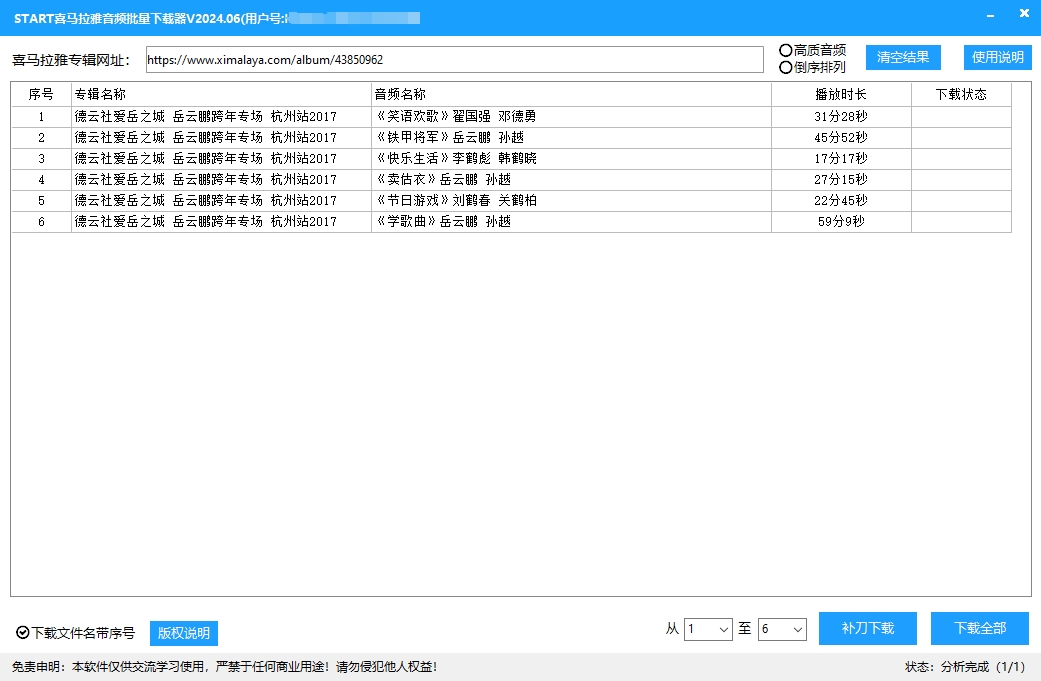 START喜马拉雅音频批量下载器V2024.06(用户号:
喜马拉雅专辑网址： https://www.ximalaya.com/album/43850962 高质音频 清空结果 使用说明
倒序排列
序号 专辑名称 音频名称 播放时长 下载状态
1 德云社爱岳之城 岳云鹏跨年专场 杭州站2017 《笑语欢歌》翟国强 邓德勇 31分28秒
2 德云社爱岳之城 岳云鹏跨年专场 杭州站2017 《铁甲将军》岳云鹏 孙越 45分52秒
3 德云社爱岳之城 岳云鹏跨年专场 杭州站2017 《快乐生活》李鹤彪 韩鹤晓 17分17秒
4 德云社爱岳之城 岳云鹏跨年专场 杭州站2017 《卖估衣》岳云鹏 孙越 27分15秒
5 德云社爱岳之城 岳云鹏跨年专场 杭州站2017 《节日游戏》刘鹤春 关鹤柏 22分45秒
6 德云社爱岳之城 岳云鹏跨年专场 杭州站2017 《学歌曲》岳云鹏 孙越 59分9秒
下载文件名带序号 版权说明 从 1 至 6 补刀下载 下载全部
免责申明：本软件仅供交流学习使用，严禁于任何商业用途！请勿侵犯他人权益！ 状态：分析完成（1/1）